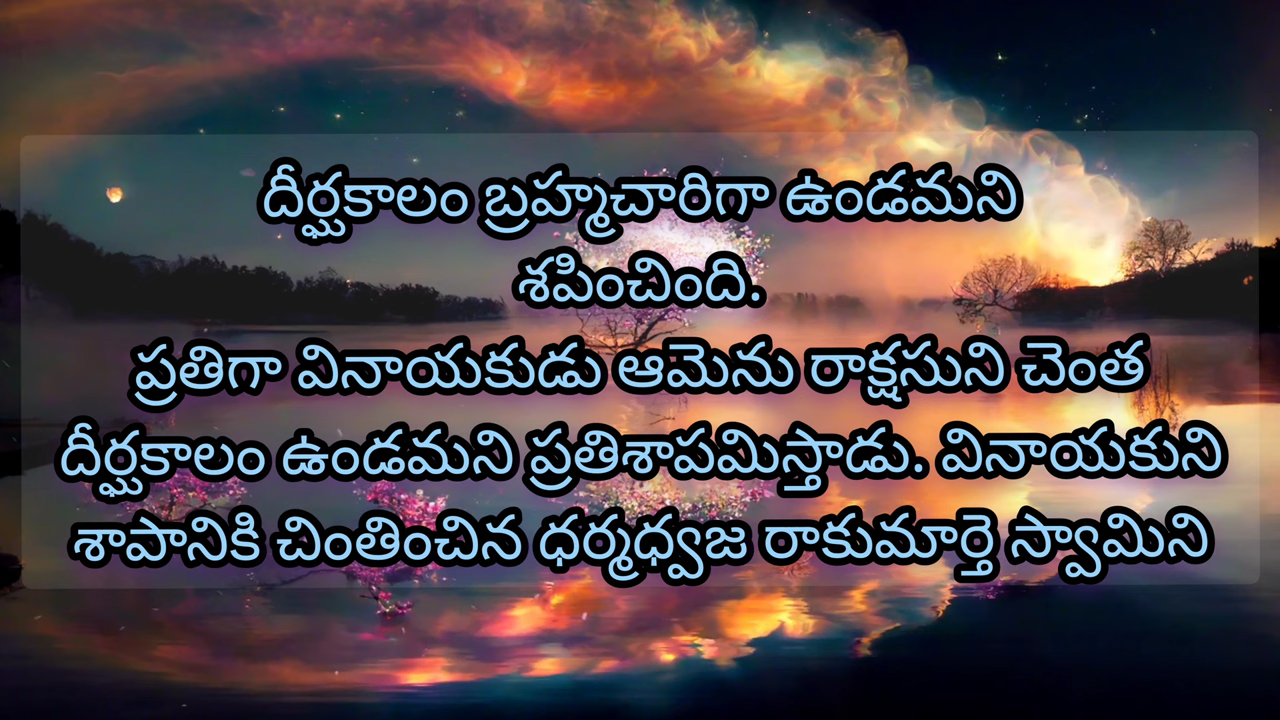 దీర్ఘకాలం బ్రహ్మచారిగా ఉండమని
శపించింది.
ప్రతిగా వినాయకుడు ఆమెను రాక్షసుని చెంత
దీర్ఘకాలం ఉండమని ప్రతిశాపమిస్తాడు. వినాయకుని
శాపానికి చింతించిన ధర్మధ్వజ రాకుమార్తె స్వామిని